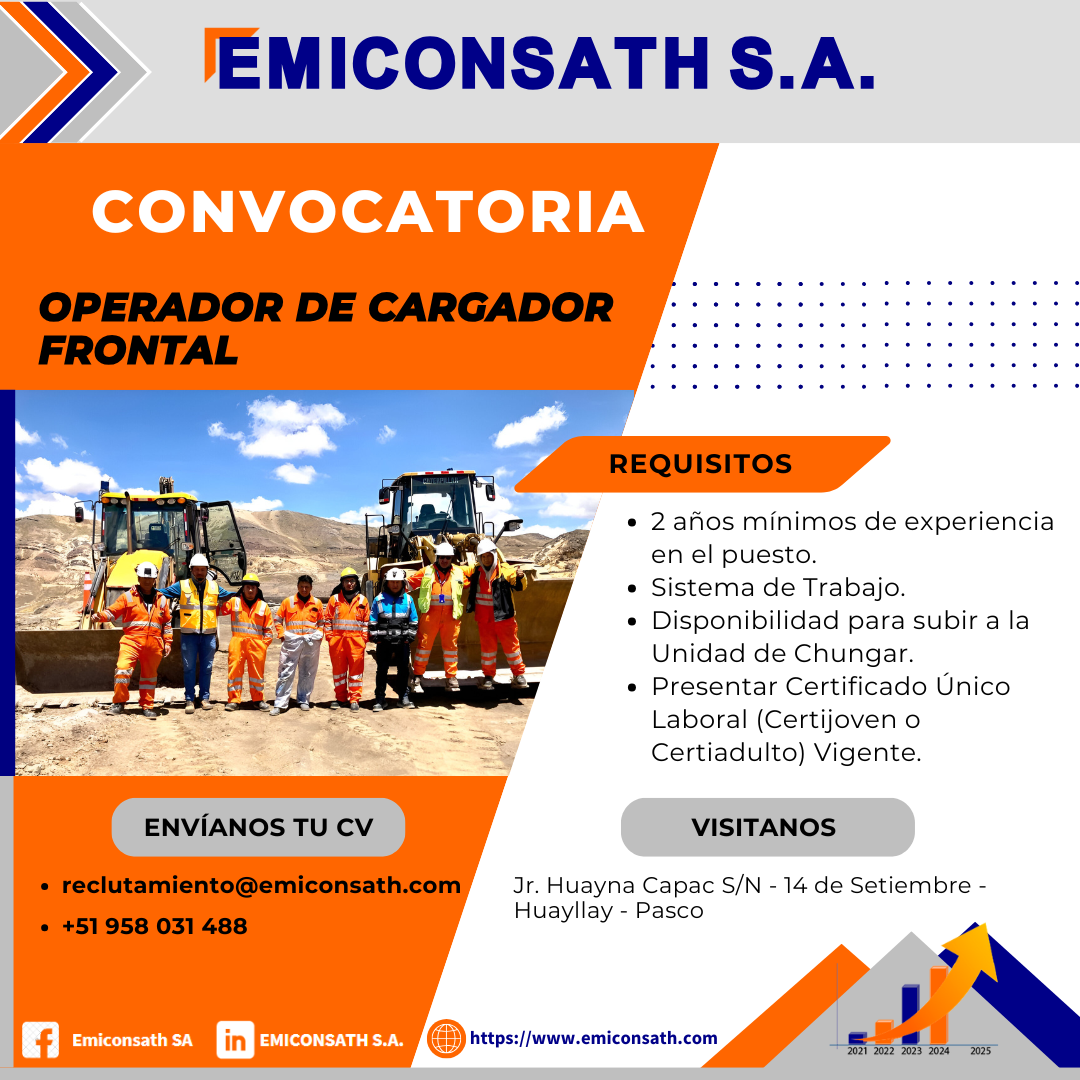 EMICONSATH S.A.
CONVOCATORIA
OPERADOR DE CARGADOR
FRONTAL
CATERPILLAR
REQUISITOS
• 2 años mínimos de experiencia
en el puesto.
• Sistema de Trabajo.
• Disponibilidad para subir a la
Unidad de Chungar.
• Presentar Certificado Único
Laboral (Certijoven o
Certiadulto) Vigente.
ENVÍANOS TU CV
• reclutamiento@emiconsath.com
• +51 958 031 488
VISITANOS
Jr. Huayna Capac S/N - 14 de Setiembre -
Huayllay - Pasco
Emiconsath SA
EMICONSATH S.A.
https://www.emiconsath.com
2021 2022 2023 2024 2025